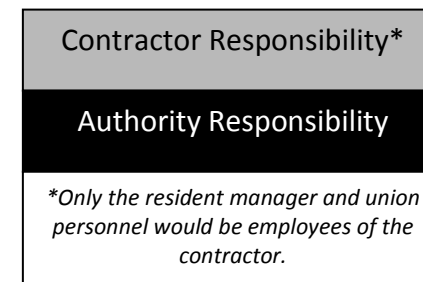 Contractor Responsibility*
Authority Responsibility
*Only the resident manager and union
personnel would be employees of the
contractor.